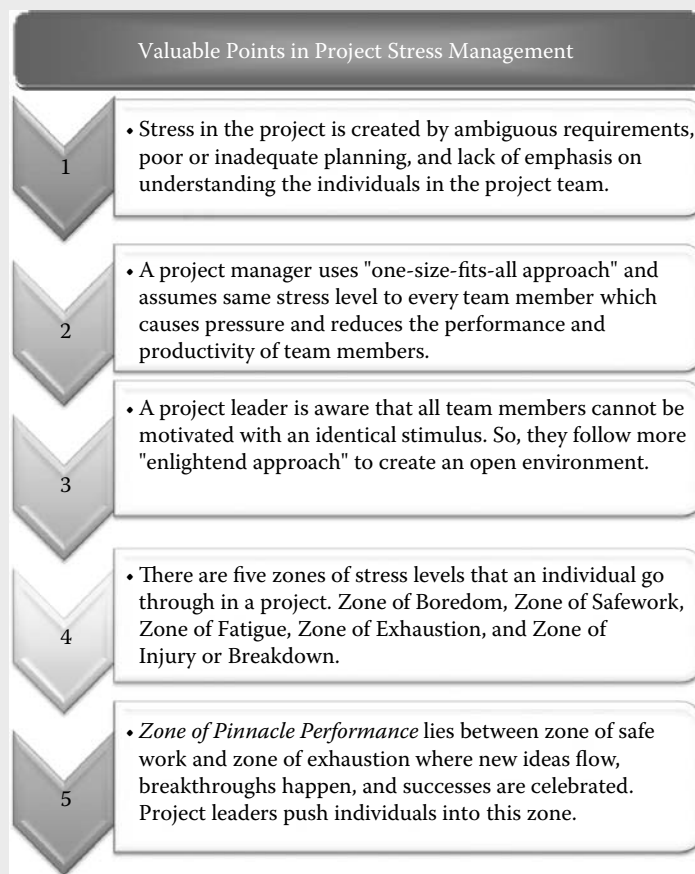 Valuable Points in Project Stress Management
1
• Stress in the project is created by ambiguous requirements,
poor or inadequate planning, and lack of emphasis on
understanding the individuals in the project team.
2
• A project manager uses "one-size-fits-all approach" and
assumes same stress level to every team member which
causes pressure and reduces the performance and
productivity of team members.
3
• A project leader is aware that all team members cannot be
motivated with an identical stimulus. So, they follow more
"enlightend approach" to create an open environment.
4
• There are five zones of stress levels that an individual go
through in a project. Zone of Boredom, Zone of Safework,
Zone of Fatigue, Zone of Exhaustion, and Zone of
Injury or Breakdown.
5
• Zone of Pinnacle Performance lies between zone of safe
work and zone of exhaustion where new ideas flow,
breakthroughs happen, and successes are celebrated.
Project leaders push individuals into this zone.